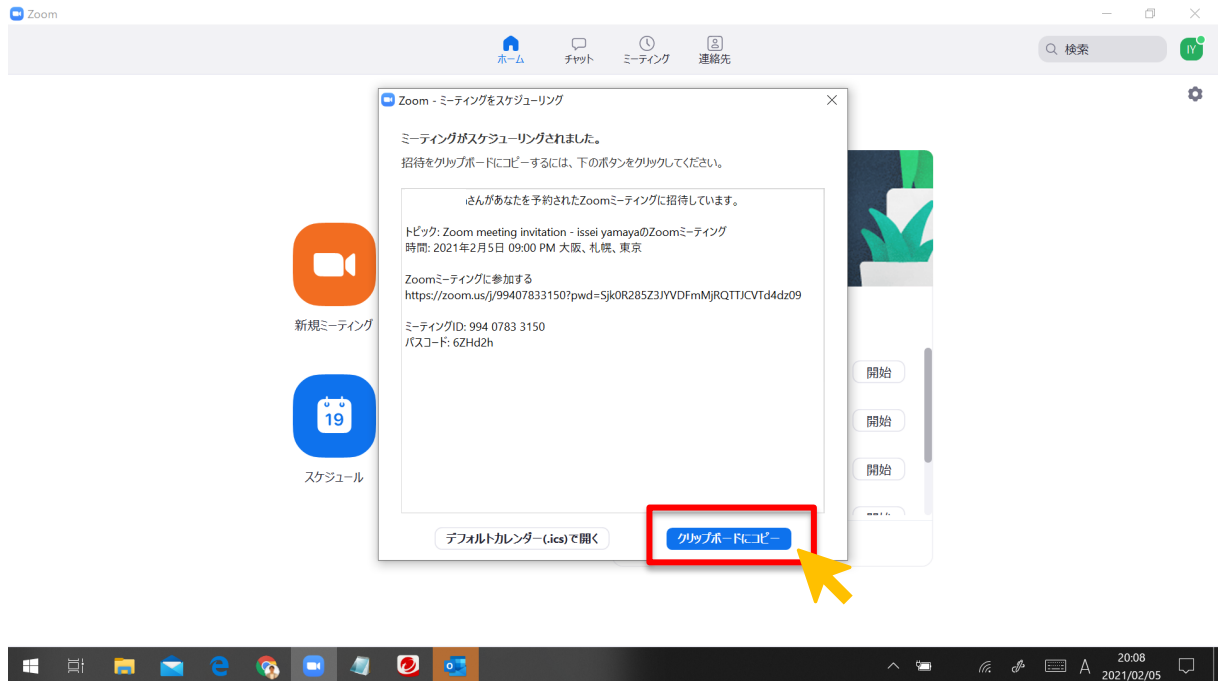 Zoom
ホーム
チャット
ミーティング
連絡先
検索
IY
Zoom - ミーティングをスケジューリング
ミーティングがスケジューリングされました。
招待をクリップボードにコピーするには、下のボタンをクリックしてください。
さんがあなたを予約されたZoomミーティングに招待しています。
トピック: Zoom meeting invitation - issei yamayaのZoomミーティング
時間: 2021年2月5日 09:00 PM 大阪、札幌、東京
Zoomミーティングに参加する
https://zoom.us/j/99407833150?pwd=Sjk0R285Z3JYVDFmMjRQTTJCVTd4dz09
ミーティングID: 994 0783 3150
パスコード: 6ZHd2h
新規ミーティング
19
スケジュール
開始
開始
開始
デフォルトカレンダー(.ics)で開く
クリップボードにコピー
A
20:08
2021/02/05